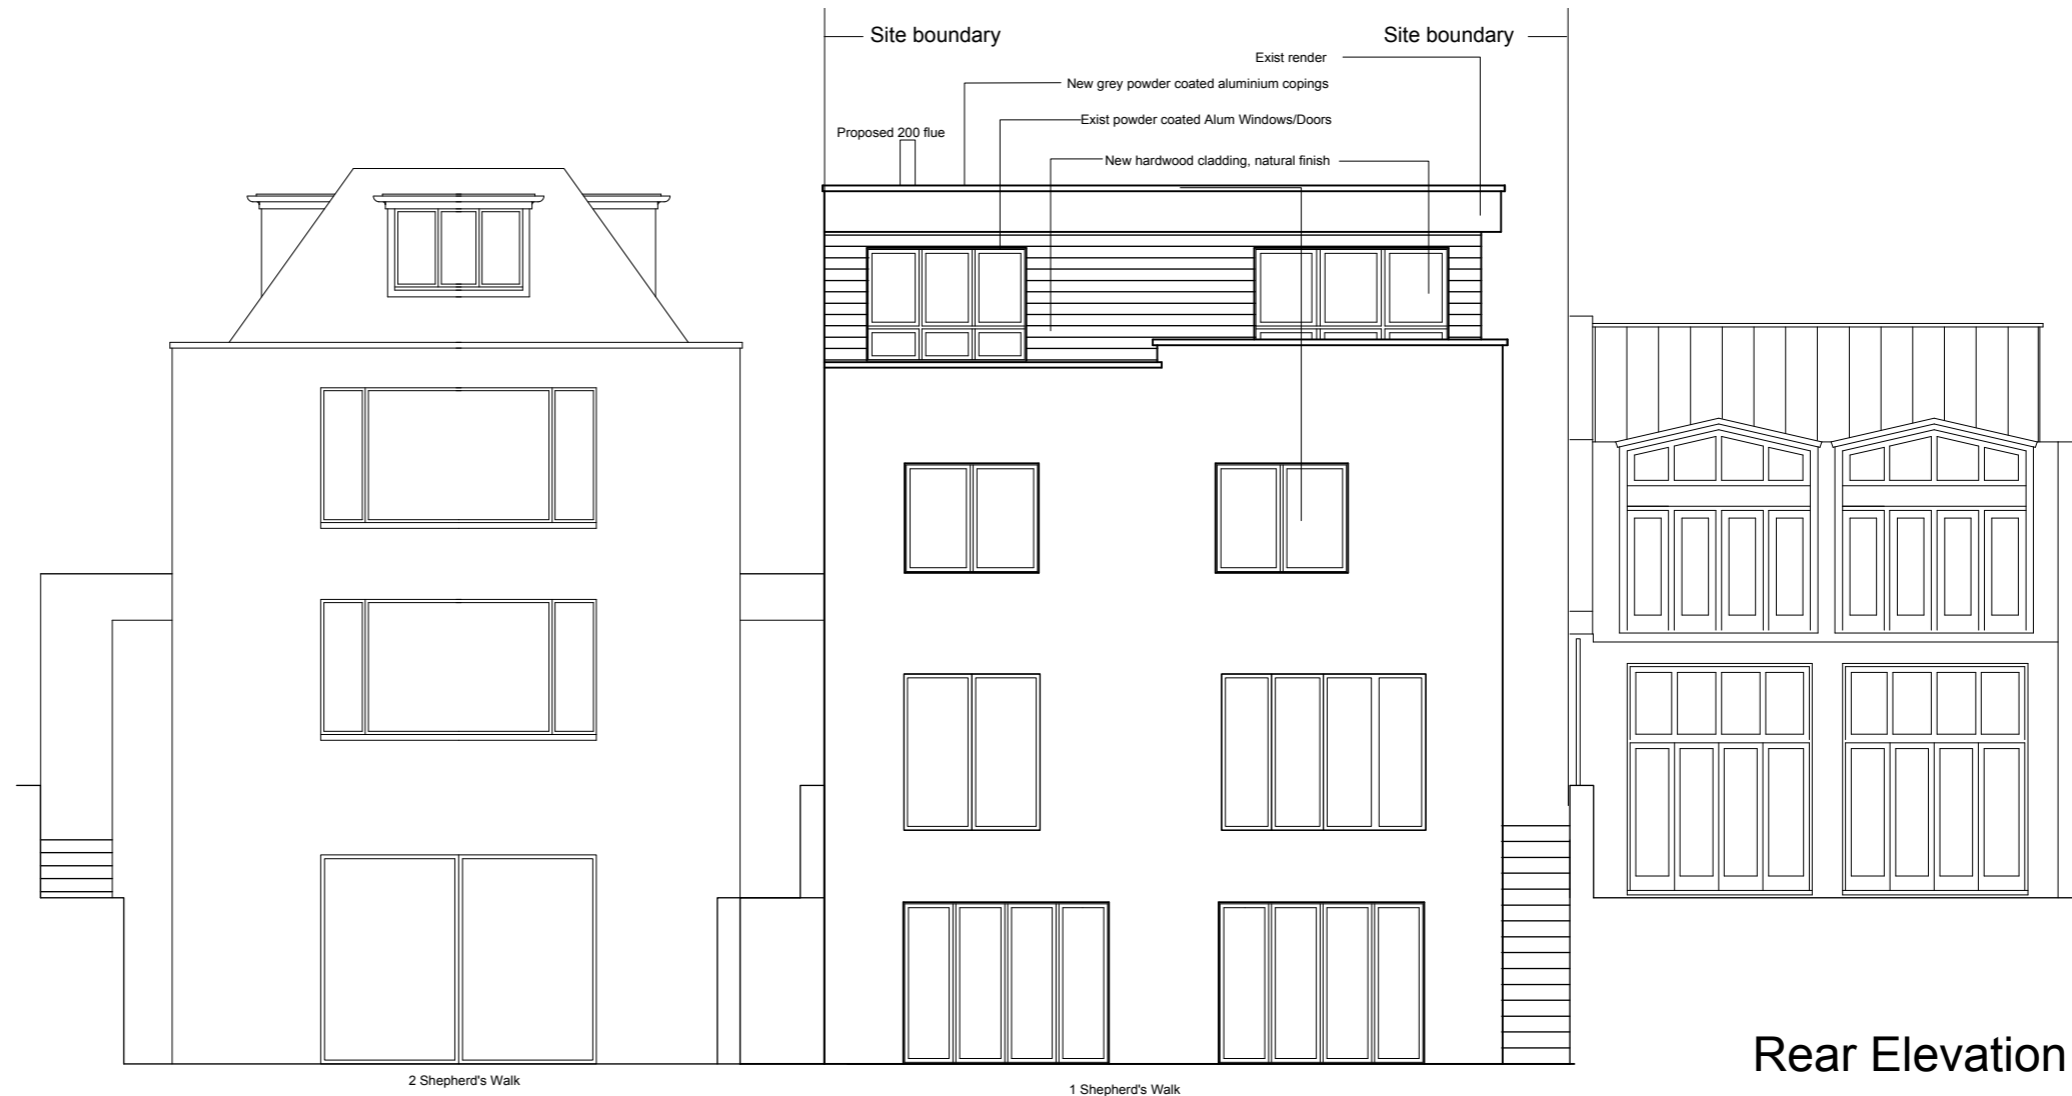 Site boundary
Site boundary
Exist render
New grey powder coated aluminium copings
Exist powder coated Alum Windows/Doors
Proposed 200 flue
New hardwood cladding, natural finish
Rear Elevation
2 Shepherd's Walk
1 Shepherd's Walk